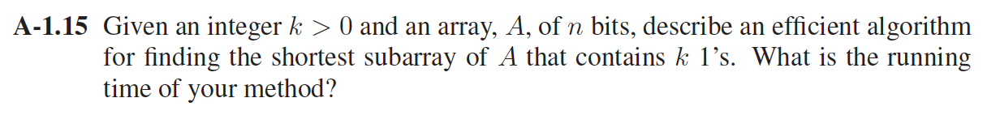 A-1.15 Given an integer k > 0 and an array, A, of n bits, describe an efficient algorithm
for finding the shortest subarray of A that contains k 1’s. What is the running
time of your method?